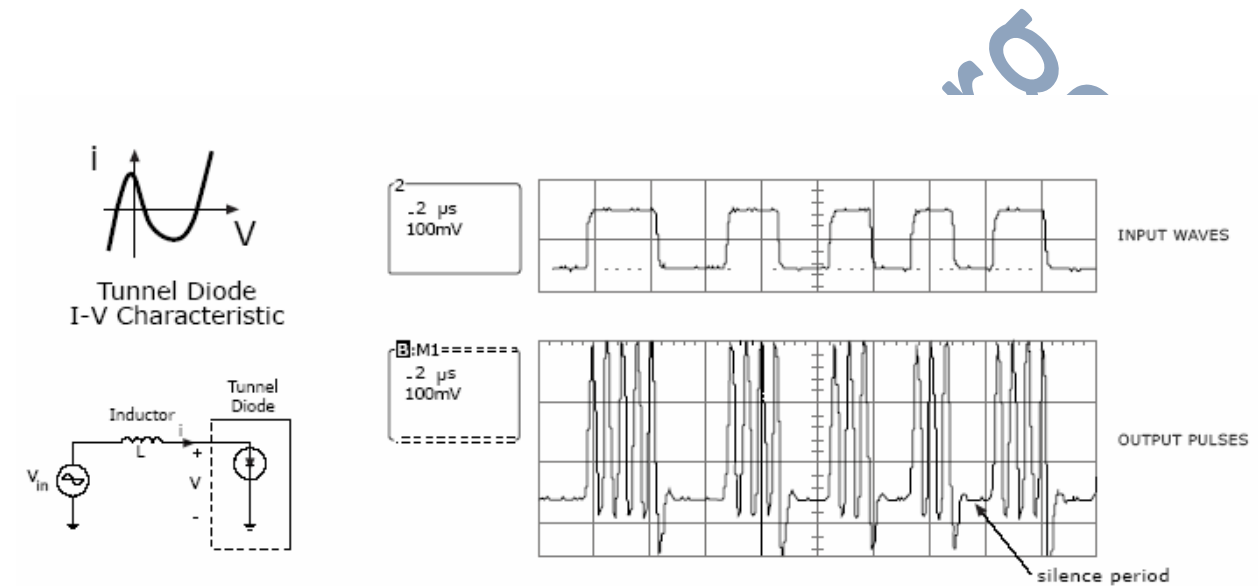 i
V
Tunnel Diode
I-V Characteristic
Tunnel
Diode
Inductor
i
L
+
V
-
Vin
2
.2 µs
100mV
INPUT WAVES
B:M1
.2 µs
100mV
OUTPUT PULSES
silence period